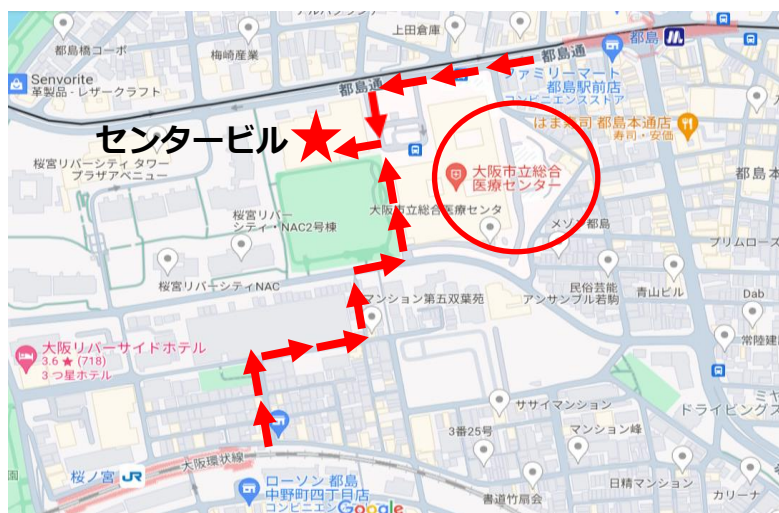 上田倉庫
都島橋コーポ
梅崎産業
都島通
都島
Senvorite
革製品・レザークラフト
都島通
ファミリーマート
都島駅前店
コンビニエンスストア
はま寿司 都島本通店
寿司・安価
センタービル
桜宮リバーシティ タワー
プラザアベニュー
大阪市立総合
医療センター
都島本
桜宮リバー
シティ・NAC2号棟
大阪市立総合医療センタ
メゾン都島
プリムローズ
桜宮リバーシティNAC
マンション第五双葉苑
民俗芸能
アンサンブル若駒
青山ビル
Dab
大阪リバーサイドホテル
3.6 ★ (718)
3 つ星ホテル
常陸建
ササイマンション
ミヤ
ドライビングス
3番25号
マンション峰
大阪環状線
桜ノ宮 JR
ローソン 都島
中野町四丁目店
コンビニエン
Google
書道竹扇会
日精マンション
カリーナ